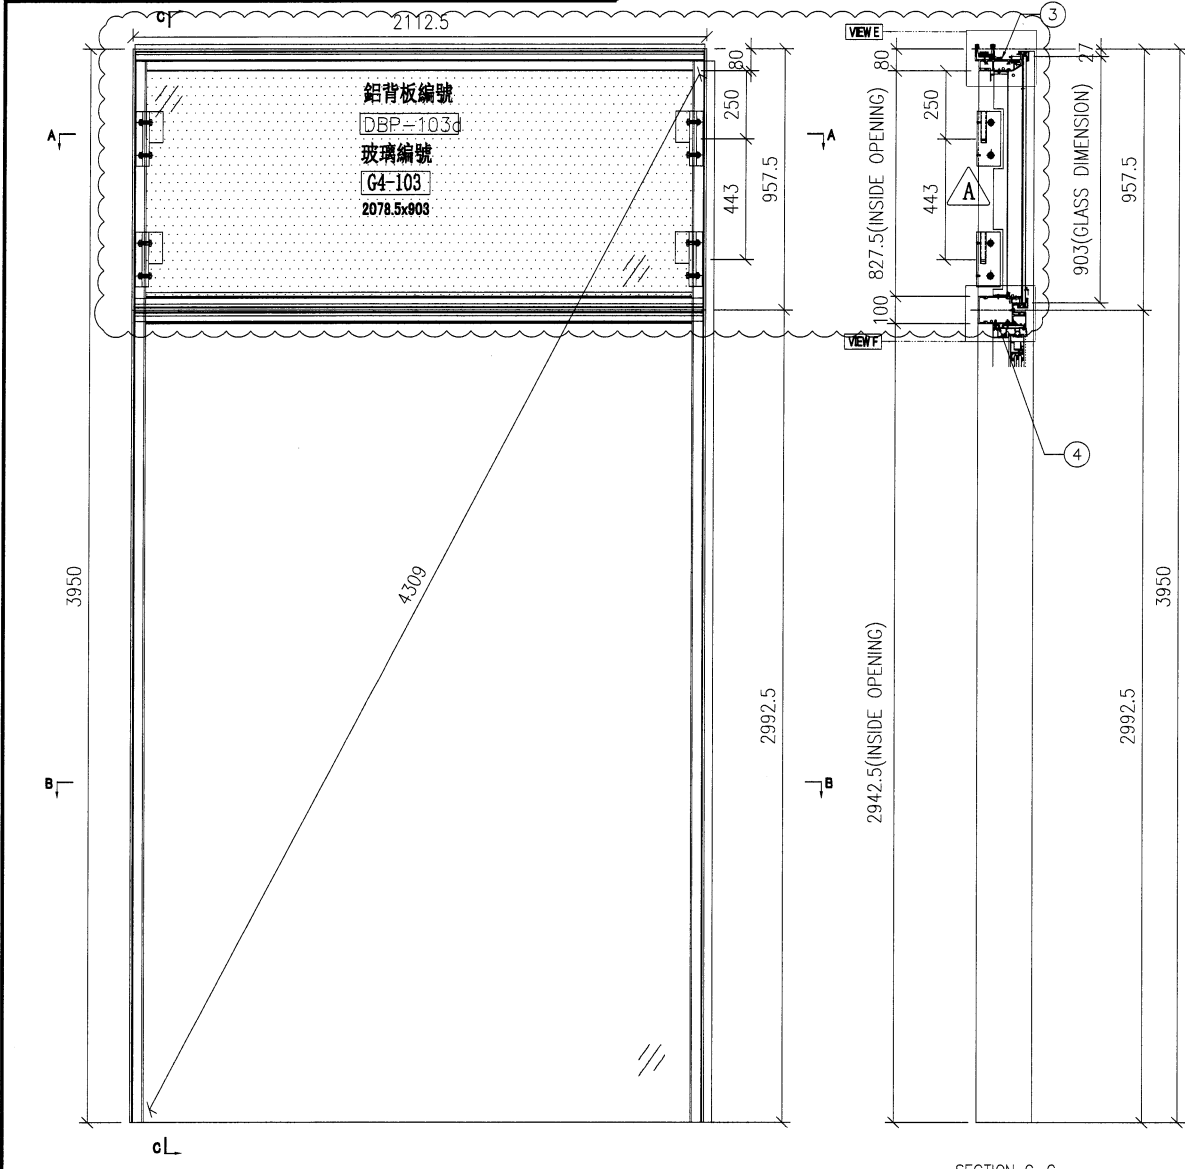 C
2112.5
VIEW E
3
80
80
27
鋁背板編號
DBP-103d
玻璃編號
G4-103
2078.5x903
A
A
250
443
957.5
827.5(INSIDE OPENING)
250
443
A
903(GLASS DIMENSION)
957.5
100
VIEW F
4
3950
4309
3950
2992.5
2942.5(INSIDE OPENING)
2992.5
B
B
C
SECTION C-C